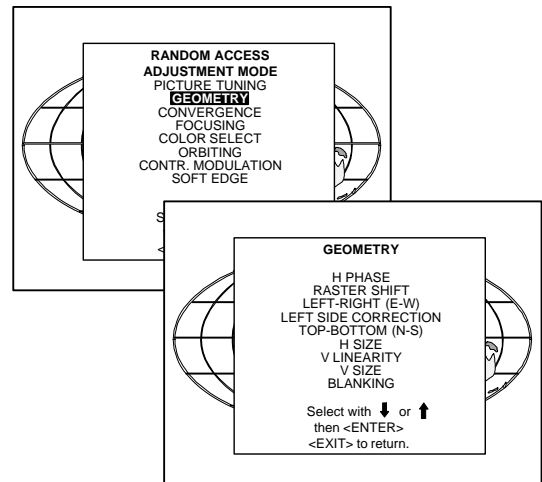 RANDOM ACCESS
ADJUSTMENT MODE
PICTURE TUNING
GEOMETRY
CONVERGENCE
FOCUSING
COLOR SELECT
ORBITING
CONTR. MODULATION
SOFT EDGE
S
<
GEOMETRY
H PHASE
RASTER SHIFT
LEFT-RIGHT (E-W)
LEFT SIDE CORRECTION
TOP-BOTTOM (N-S)
H SIZE
V LINEARITY
V SIZE
BLANKING
Select with ⬇ or ⬆
then <ENTER>
<EXIT> to return.